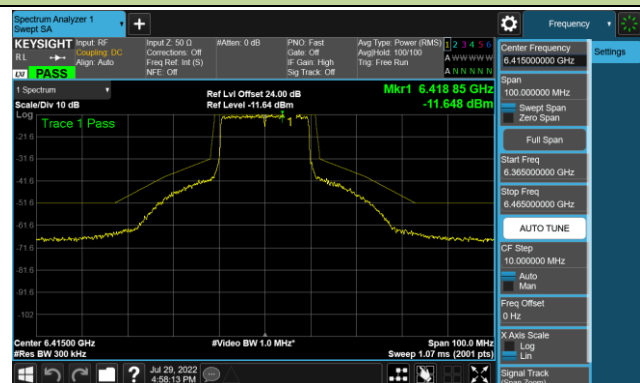 Spectrum Analyzer 1
Swept SA
Frequency
KEYSIGHT
RL
Input: RF
Coupling: DC
Align: Auto
Input Z: 50 Ω
Corrections: Off
Freq Ref: Int (S)
NFE: Off
#Atten: 0 dB
PNO: Fast
Gate: Off
IF Gain: High
Sig Track: Off
Avg Type: Power (RMS)
Avg|Hold: 100/100
Trig: Free Run
1 2 3 4 5 6
A W W W W W
A N N N N N
LXI PASS
1 Spectrum
Scale/Div 10 dB
Ref Lvl Offset 24.00 dB
Ref Level -11.64 dBm
Mkr1 6.418 85 GHz
-11.648 dBm
Log
Trace 1 Pass
1
-21.6
-31.6
-41.6
-51.6
-61.6
-71.6
-81.6
-91.6
-102
Center 6.41500 GHz
#Res BW 300 kHz
#Video BW 1.0 MHz*
Span 100.0 MHz
Sweep 1.07 ms (2001 pts)
Jul 29, 2022
4:58:13 PM
Center Frequency
6.415000000 GHz
Settings
Span
100.000000 MHz
Swept Span
Zero Span
Full Span
Start Freq
6.365000000 GHz
Stop Freq
6.465000000 GHz
AUTO TUNE
CF Step
10.000000 MHz
Auto
Man
Freq Offset
0 Hz
X Axis Scale
Log
Lin
Signal Track
(Span Zoom)